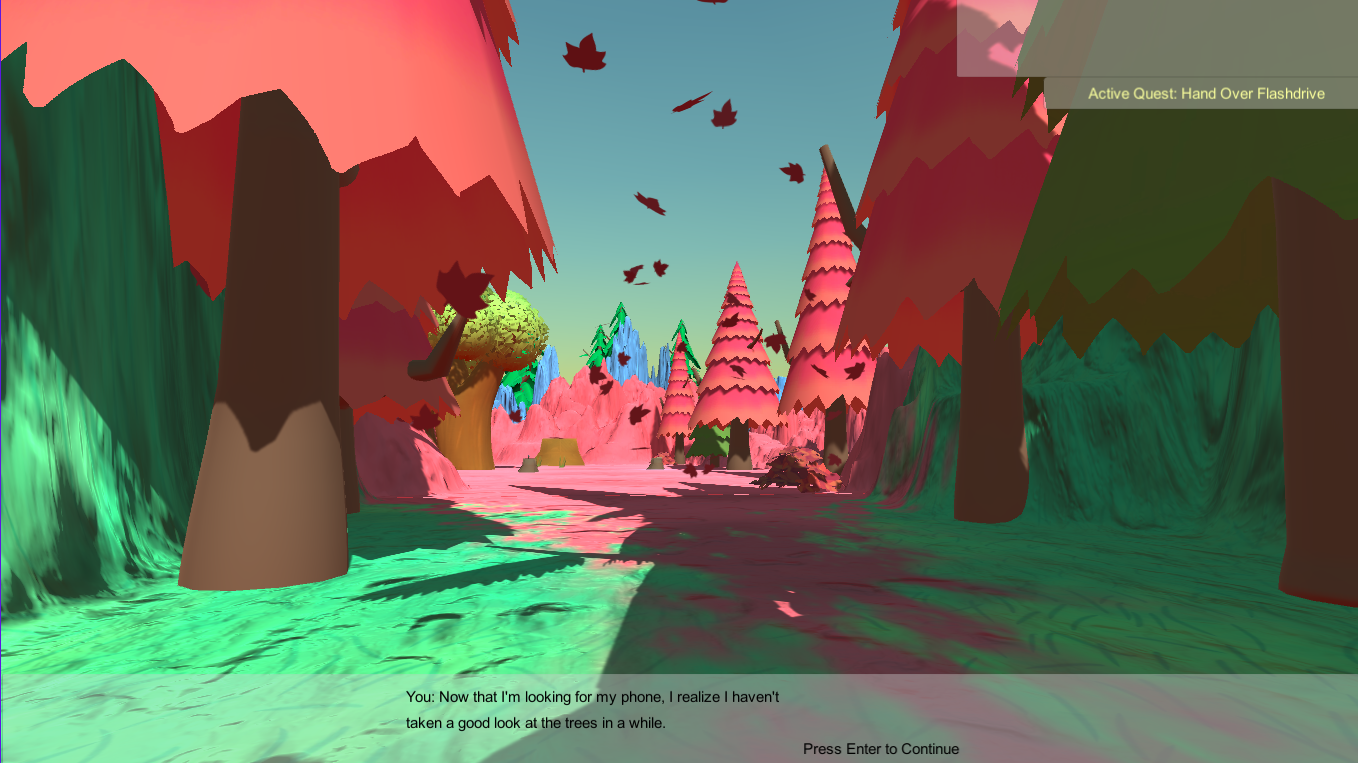 Active Quest: Hand Over Flashdrive
You: Now that I'm looking for my phone, I realize I haven't
taken a good look at the trees in a while.
Press Enter to Continue